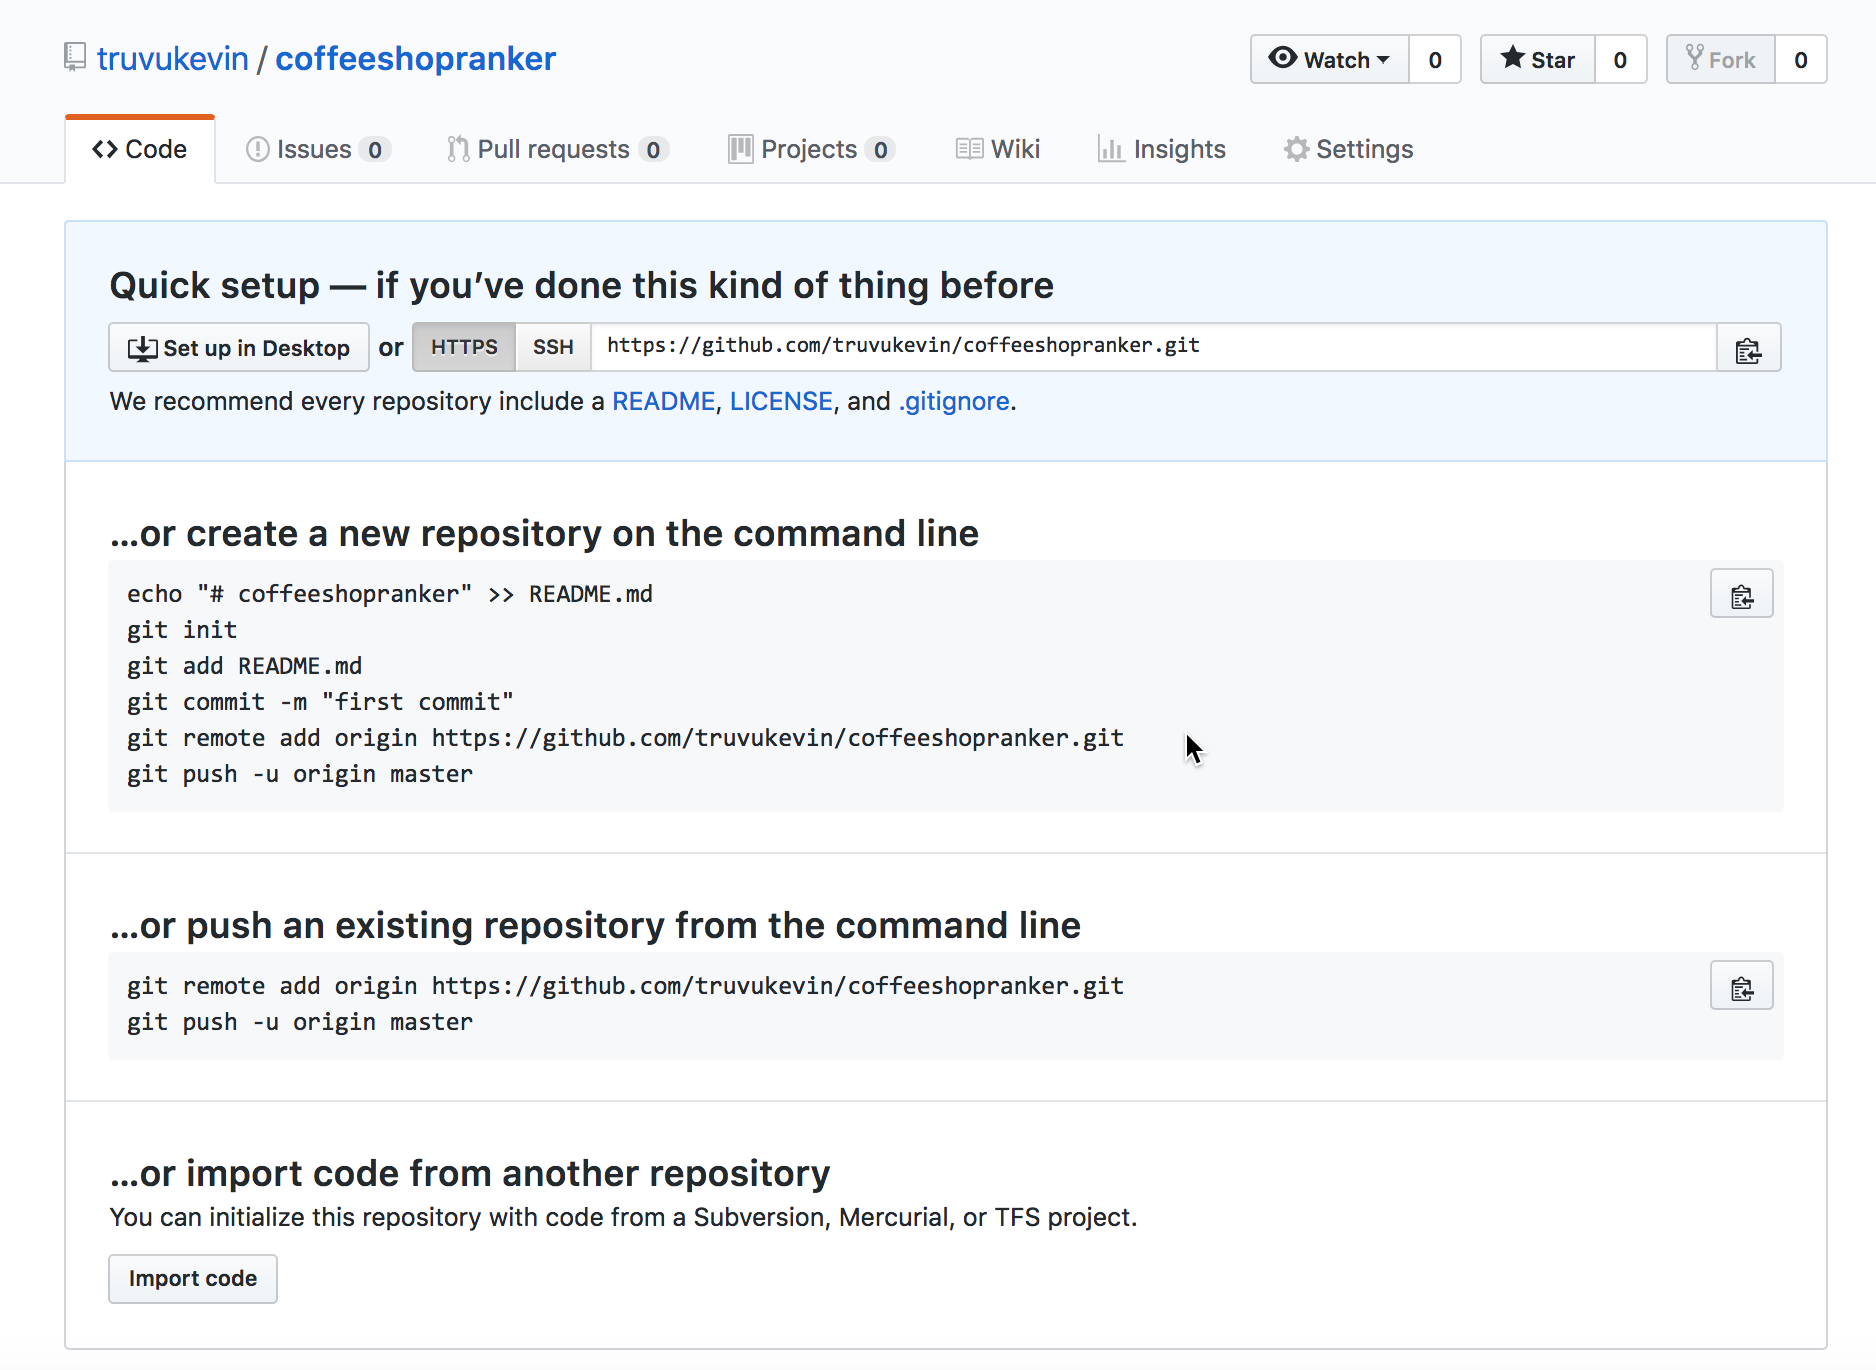 truvukevin / coffeeshopranker
Watch 0 Star 0 Fork 0
Code Issues 0 Pull requests 0 Projects 0 Wiki Insights Settings
Quick setup — if you’ve done this kind of thing before
Set up in Desktop or HTTPS SSH https://github.com/truvukevin/coffeeshopranker.git
We recommend every repository include a README, LICENSE, and .gitignore.
…or create a new repository on the command line
echo "# coffeeshopranker" >> README.md
git init
git add README.md
git commit -m "first commit"
git remote add origin https://github.com/truvukevin/coffeeshopranker.git
git push -u origin master
…or push an existing repository from the command line
git remote add origin https://github.com/truvukevin/coffeeshopranker.git
git push -u origin master
…or import code from another repository
You can initialize this repository with code from a Subversion, Mercurial, or TFS project.
Import code